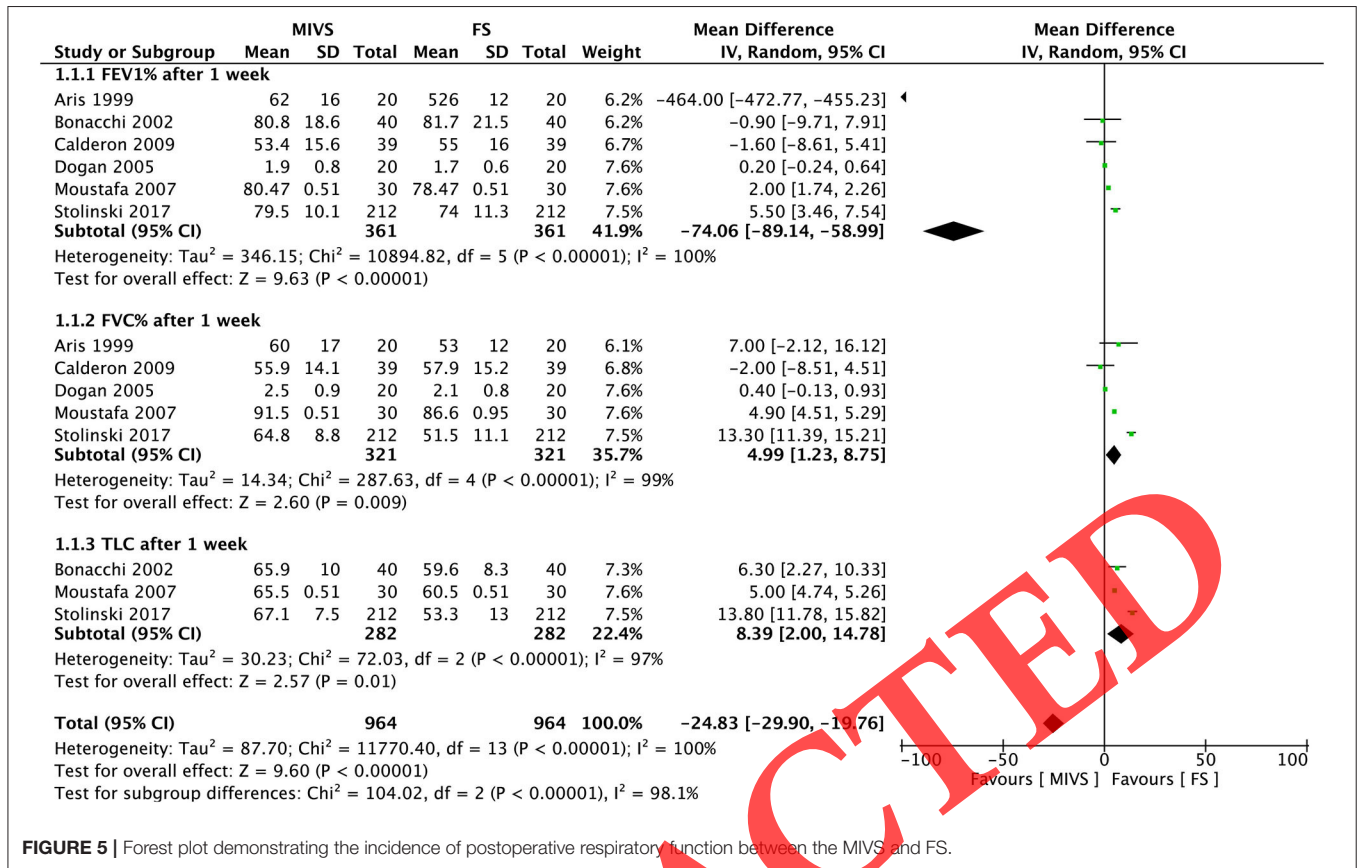 MIVS FS Mean Difference Mean Difference
Study or Subgroup Mean SD Total Mean SD Total Weight IV, Random, 95% CI IV, Random, 95% CI
1.1.1 FEV1% after 1 week
Aris 1999 62 16 20 526 12 20 6.2% −464.00 [−472.77, −455.23]
Bonacchi 2002 80.8 18.6 40 81.7 21.5 40 6.2% −0.90 [−9.71, 7.91]
Calderon 2009 53.4 15.6 39 55 16 39 6.7% −1.60 [−8.61, 5.41]
Dogan 2005 1.9 0.8 20 1.7 0.6 20 7.6% 0.20 [−0.24, 0.64]
Moustafa 2007 80.47 0.51 30 78.47 0.51 30 7.6% 2.00 [1.74, 2.26]
Stolinski 2017 79.5 10.1 212 74 11.3 212 7.5% 5.50 [3.46, 7.54]
Subtotal (95% CI) 361 361 41.9% −74.06 [−89.14, −58.99]
Heterogeneity: Tau² = 346.15; Chi² = 10894.82, df = 5 (P < 0.00001); I² = 100%
Test for overall effect: Z = 9.63 (P < 0.00001)
1.1.2 FVC% after 1 week
Aris 1999 60 17 20 53 12 20 6.1% 7.00 [−2.12, 16.12]
Calderon 2009 55.9 14.1 39 57.9 15.2 39 6.8% −2.00 [−8.51, 4.51]
Dogan 2005 2.5 0.9 20 2.1 0.8 20 7.6% 0.40 [−0.13, 0.93]
Moustafa 2007 91.5 0.51 30 86.6 0.95 30 7.6% 4.90 [4.51, 5.29]
Stolinski 2017 64.8 8.8 212 51.5 11.1 212 7.5% 13.30 [11.39, 15.21]
Subtotal (95% CI) 321 321 35.7% 4.99 [1.23, 8.75]
Heterogeneity: Tau² = 14.34; Chi² = 287.63, df = 4 (P < 0.00001); I² = 99%
Test for overall effect: Z = 2.60 (P = 0.009)
1.1.3 TLC after 1 week
Bonacchi 2002 65.9 10 40 59.6 8.3 40 7.3% 6.30 [2.27, 10.33]
Moustafa 2007 65.5 0.51 30 60.5 0.51 30 7.6% 5.00 [4.74, 5.26]
Stolinski 2017 67.1 7.5 212 53.3 13 212 7.5% 13.80 [11.78, 15.82]
Subtotal (95% CI) 282 282 22.4% 8.39 [2.00, 14.78]
Heterogeneity: Tau² = 30.23; Chi² = 72.03, df = 2 (P < 0.00001); I² = 97%
Test for overall effect: Z = 2.57 (P = 0.01)
Total (95% CI) 964 964 100.0% −24.83 [−29.90, −19.76]
Heterogeneity: Tau² = 87.70; Chi² = 11770.40, df = 13 (P < 0.00001); I² = 100%
Test for overall effect: Z = 9.60 (P < 0.00001)
Test for subgroup differences: Chi² = 104.02, df = 2 (P < 0.00001), I² = 98.1%
−100 −50 0 50 100
Favours [ MIVS ] Favours [ FS ]
ACTED
FIGURE 5 | Forest plot demonstrating the incidence of postoperative respiratory function between the MIVS and FS.